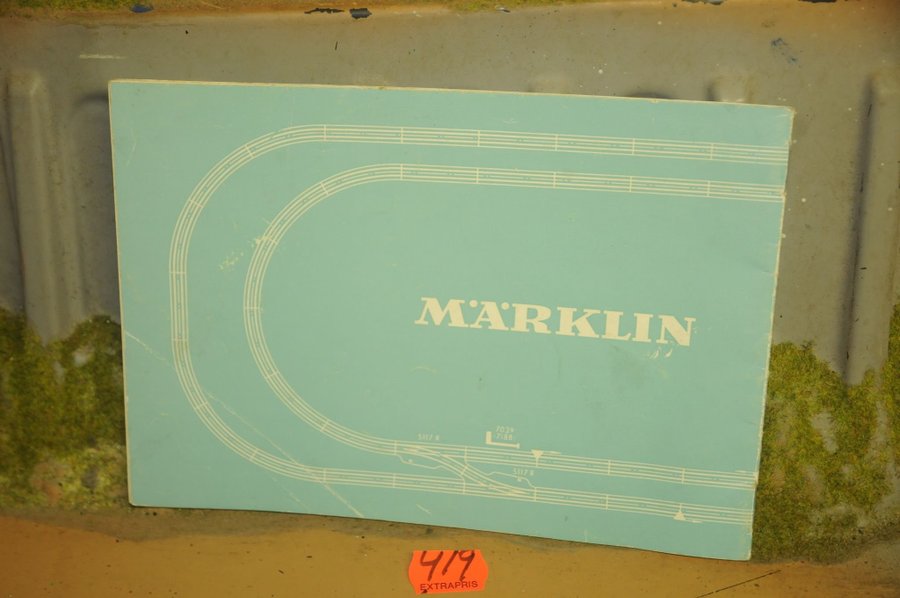 MÄRKLIN
7039
7188
5117 R
5117 R
419
EXTRAPRIS